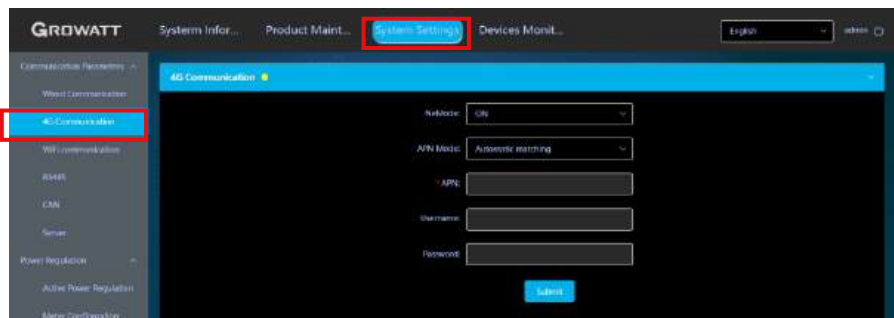 GROWATT
Systerm Infor...
Product Maint...
System Settings
Devices Monit...
English
admin
Communication Parameters
Wired Communication
4G Communication
WiFi communication
RS485
CAN
Server
Power Regulation
Active Power Regulation
Meter Configuration
4G Communication
NetMode: ON
APN Mode: Automatic matching
* APN:
Username:
Password:
Submit